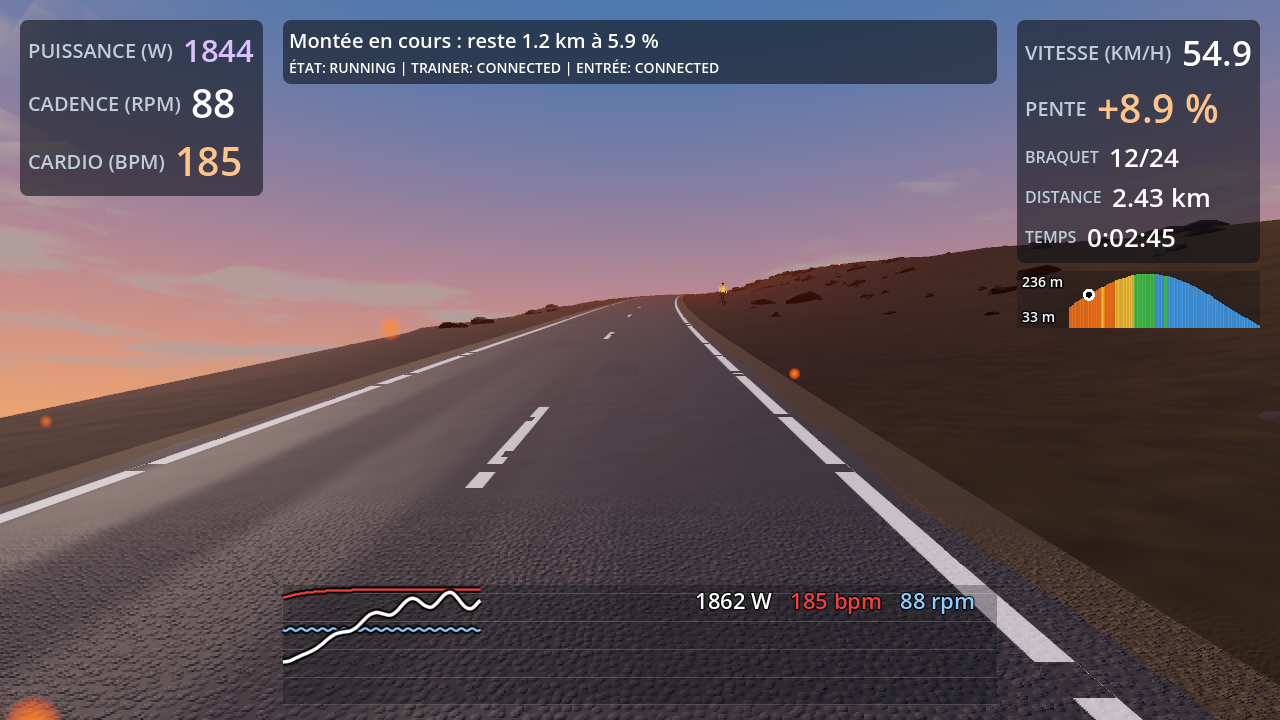 PUISSANCE (W) 1844
CADENCE (RPM) 88
CARDIO (BPM) 185
Montée en cours : reste 1.2 km à 5.9 %
ÉTAT: RUNNING | TRAINER: CONNECTED | ENTRÉE: CONNECTED
VITESSE (KM/H) 54.9
PENTE +8.9 %
BRAQUET 12/24
DISTANCE 2.43 km
TEMPS 0:02:45
236 m
33 m
1862 W 185 bpm 88 rpm